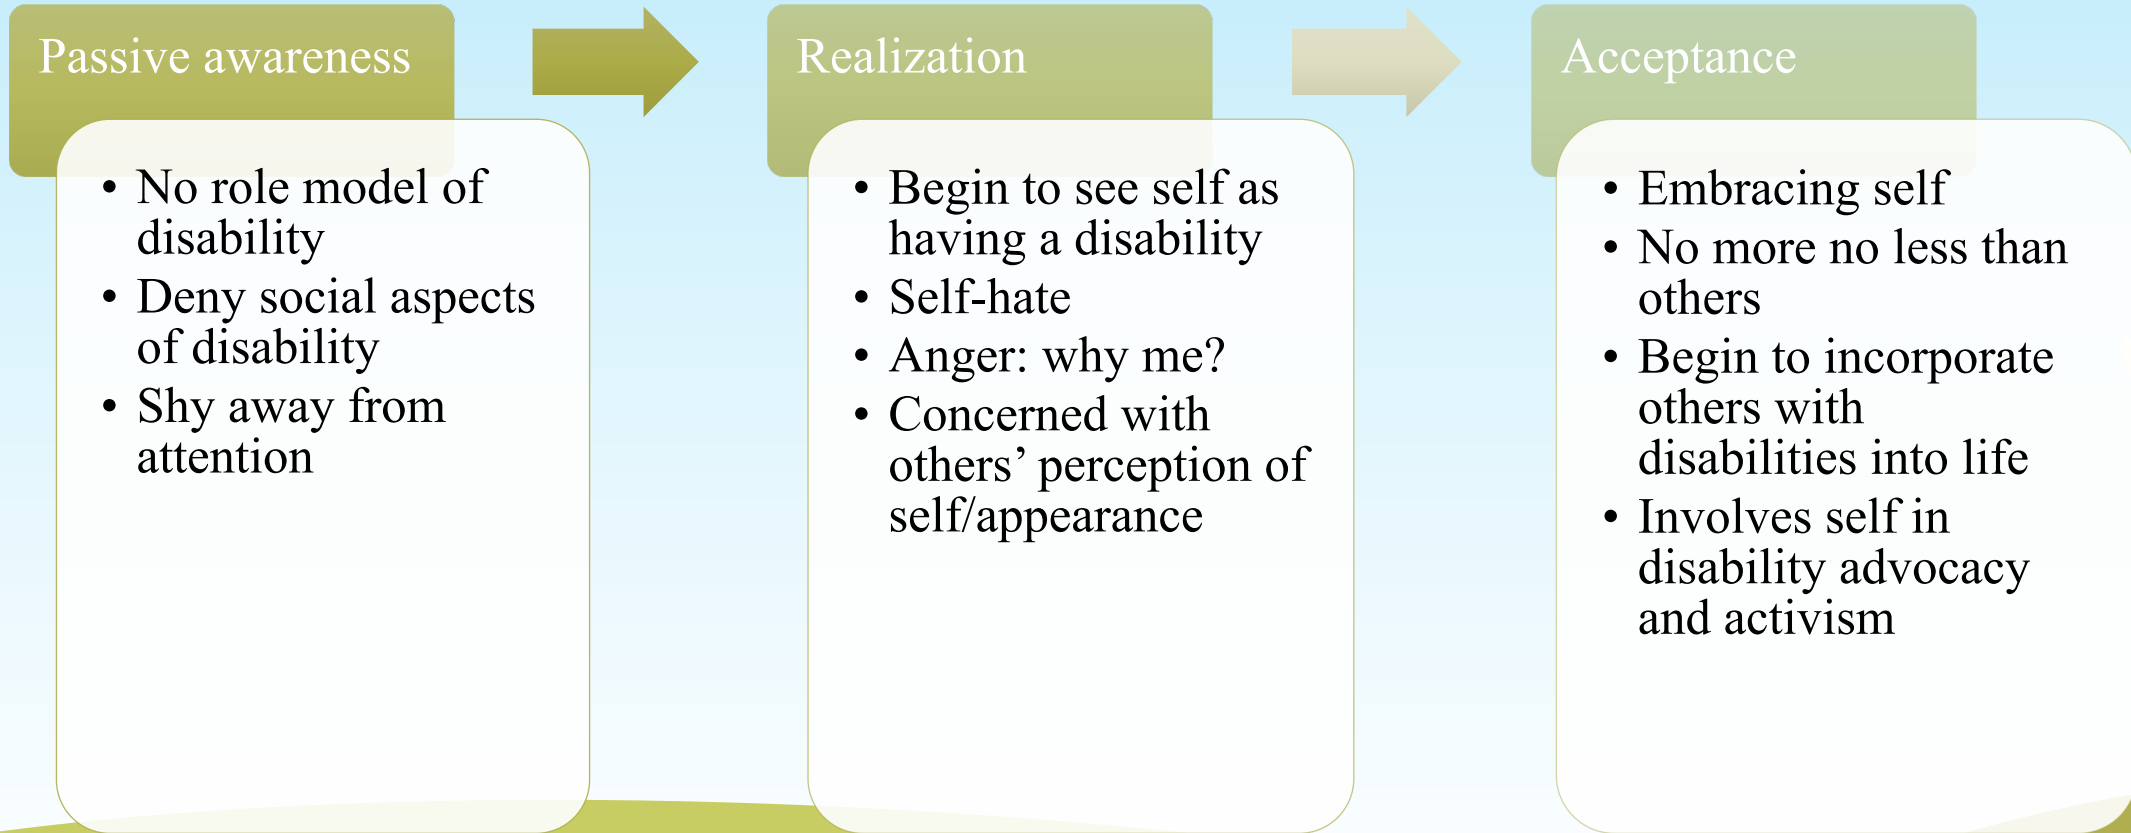 Passive awareness
• No role model of
disability
• Deny social aspects
of disability
• Shy away from
attention
Realization
• Begin to see self as
having a disability
• Self-hate
• Anger: why me?
• Concerned with
others’ perception of
self/appearance
Acceptance
• Embracing self
• No more no less than
others
• Begin to incorporate
others with
disabilities into life
• Involves self in
disability advocacy
and activism